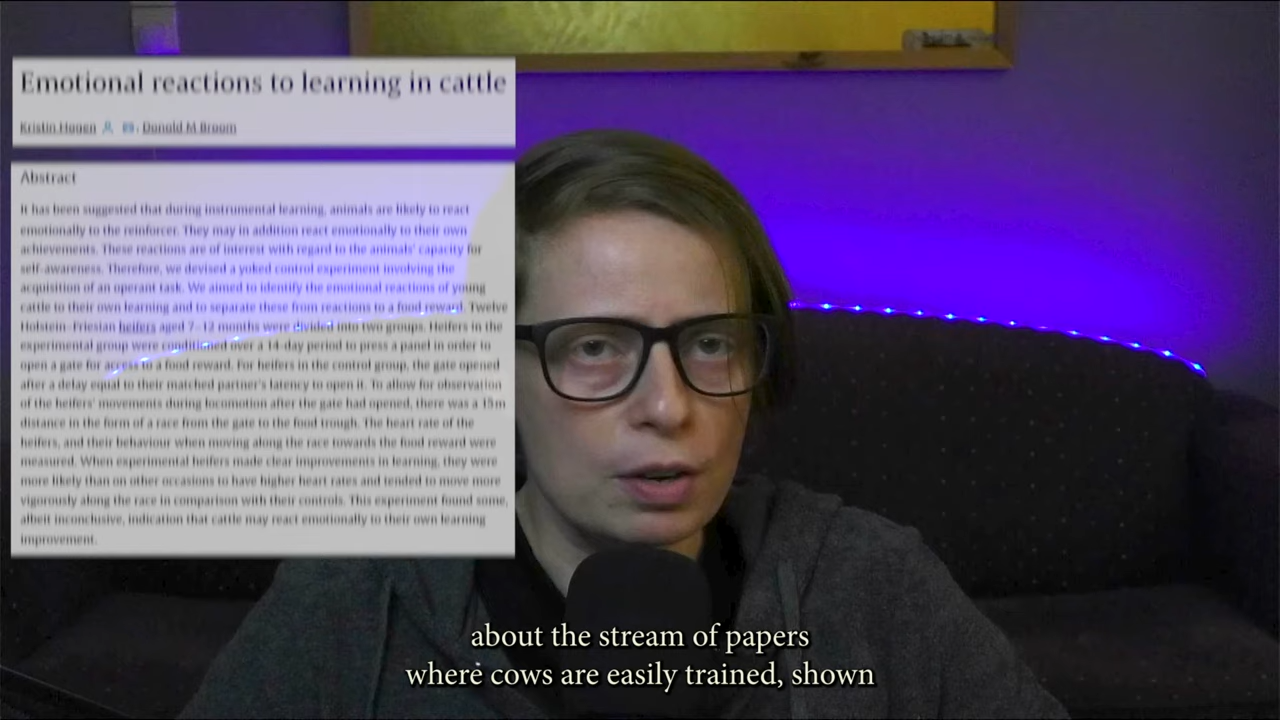 Emotional reactions to learning in cattle
Kristin Hagen Donald M Broom
Abstract
It has been suggested that during instrumental learning, animals are likely to react
emotionally to the reinforcer. They may in addition react emotionally to their own
achievements. These reactions are of interest with regard to the animals' capacity for
self-awareness. Therefore, we devised a yoked control experiment involving the
acquisition of an operant task. We aimed to identify the emotional reactions of young
cattle to their own learning and to separate these from reactions to a food reward. Twelve
Holstein–Friesian heifers aged 7–12 months were divided into two groups. Heifers in the
experimental group were conditioned over a 14-day period to press a panel in order to
open a gate for access to a food reward. For heifers in the control group, the gate opened
after a delay equal to their matched partner's latency to open it. To allow for observation
of the heifers' movements during locomotion after the gate had opened, there was a 15m
distance in the form of a race from the gate to the food trough. The heart rate of the
heifers, and their behaviour when moving along the race towards the food reward were
measured. When experimental heifers made clear improvements in learning, they were
more likely than on other occasions to have higher heart rates and tended to move more
vigorously along the race in comparison with their controls. This experiment found some,
albeit inconclusive, indication that cattle may react emotionally to their own learning
improvement.
about the stream of papers
where cows are easily trained, shown